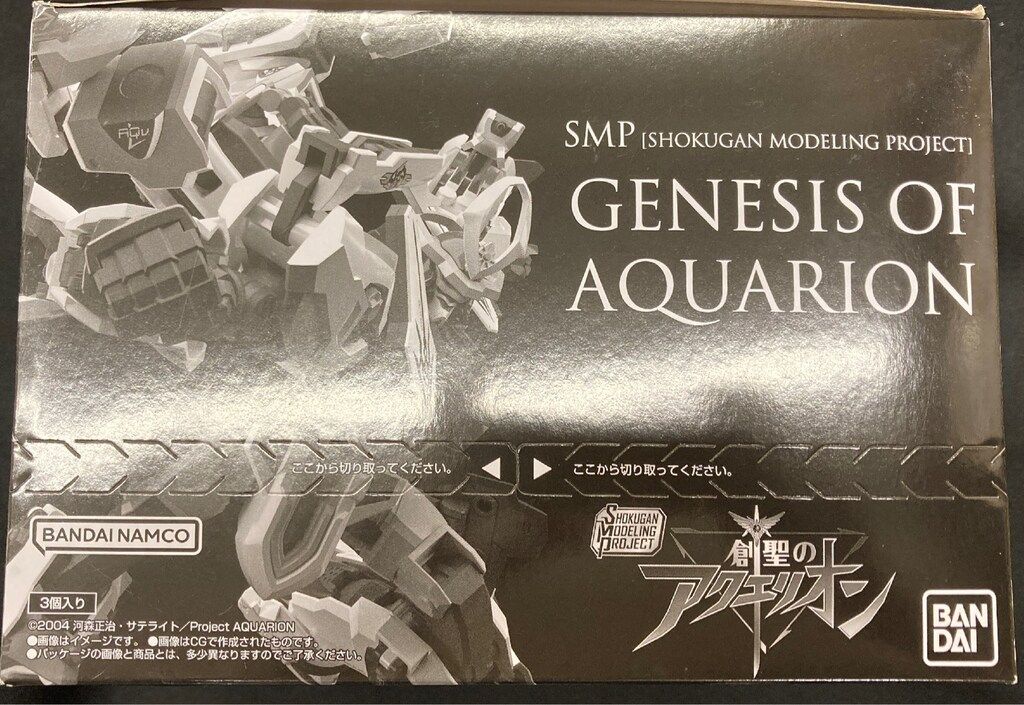 AQU
SMP [SHOKUGAN MODELING PROJECT]
GENESIS OF
AQUARION
ここから切り取ってください。 ◀ ▶ ここから切り取ってください。
BANDAI NAMCO
SHOKUGAN
MODELING
PROJECT
創聖の
アクエリオン
3個入り
©2004 河森正治・サテライト/Project AQUARION
●画像はイメージです。 ●画像はCGで作成されたものです。
●パッケージの画像と商品とは、多少異なりますのでご了承ください。
BAN
DAI